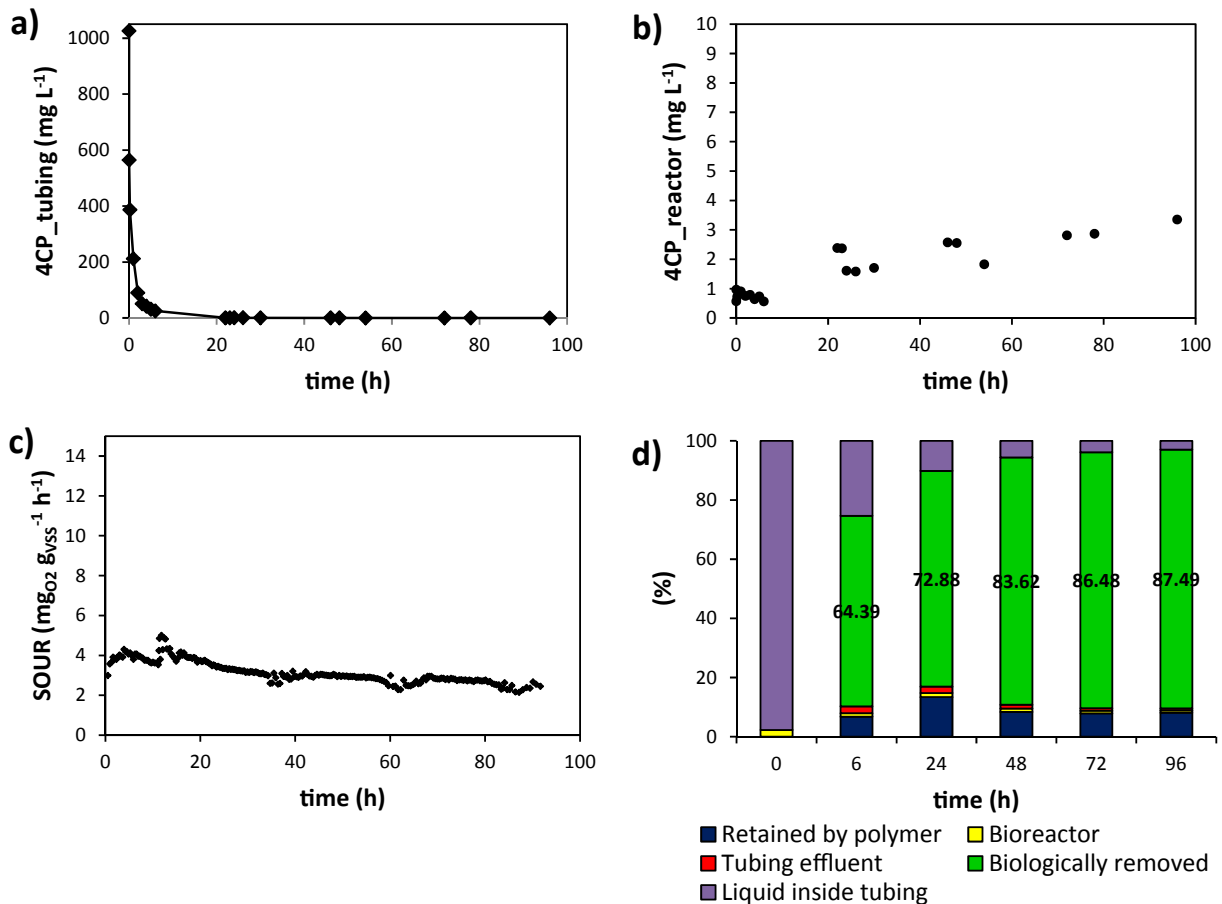 a)
4CP_tubing (mg L-1)
1000
800
600
400
200
0
0 20 40 60 80 100
time (h)
b)
4CP_reactor (mg L-1)
10
9
8
7
6
5
4
3
2
1
0
0 20 40 60 80 100
time (h)
c)
SOUR (mgO2 gVSS-1 h-1)
14
12
10
8
6
4
2
0
0 20 40 60 80 100
time (h)
d)
(%)
100
80
60
40
20
0
64.39
72.88
83.62
86.48
87.49
0 6 24 48 72 96
time (h)
Retained by polymer
Bioreactor
Tubing effluent
Biologically removed
Liquid inside tubing